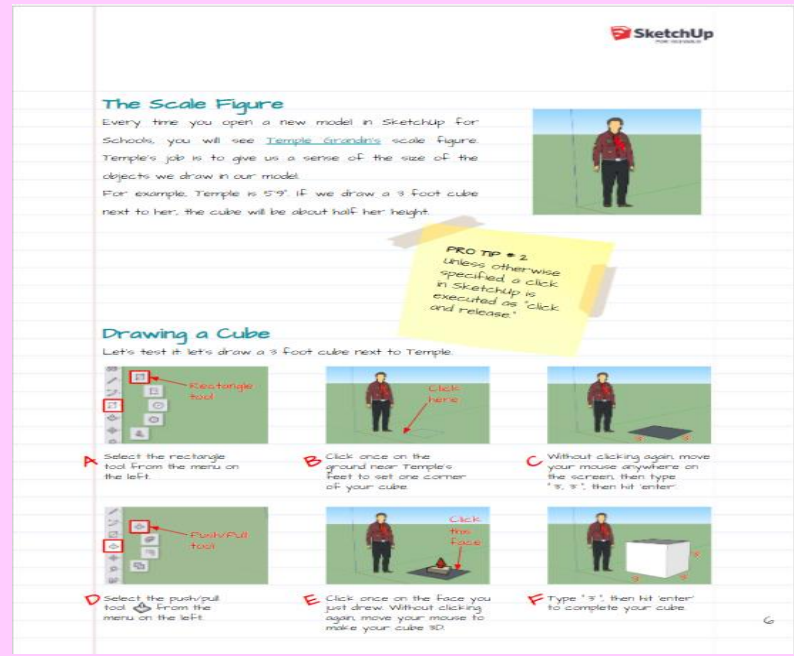 SketchUp
FOR SCHOOLS
The Scale Figure
Every time you open a new model in SketchUp for
Schools, you will see Temple Grandin's scale figure.
Temple's job is to give us a sense of the size of the
objects we draw in our model.
For example, Temple is 5'9". If we draw a 3 foot cube
next to her, the cube will be about half her height.
PRO TIP # 2
Unless otherwise
specified, a click
in SketchUp is
executed as "click
and release."
Drawing a Cube
Let's test it let's draw a 3 foot cube next to Temple.
Rectangle
tool
Click
here
3' 3'
A Select the rectangle
tool from the menu on
the left.
B Click once on the
ground near Temple's
feet to set one corner
of your cube.
C Without clicking again, move
your mouse anywhere on
the screen, then type
"3', 3'", then hit 'enter'.
Push/Pull
tool
Click
this
face
3'
3' 3'
D Select the push/pull
tool from the
menu on the left.
E Click once on the face you
just drew. Without clicking
again, move your mouse to
make your cube 3D.
F Type "3'", then hit 'enter'
to complete your cube.
6